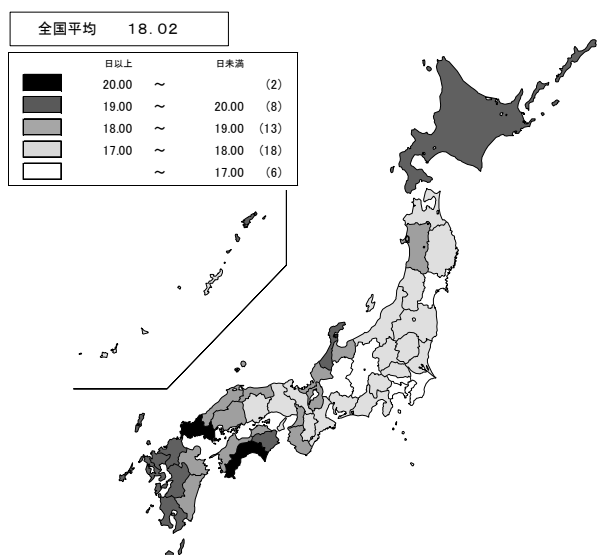 全国平均　　18.02
日以上　　日未満
20.00　～　　(2)
19.00　～　20.00　(8)
18.00　～　19.00　(13)
17.00　～　18.00　(18)
～　17.00　(6)